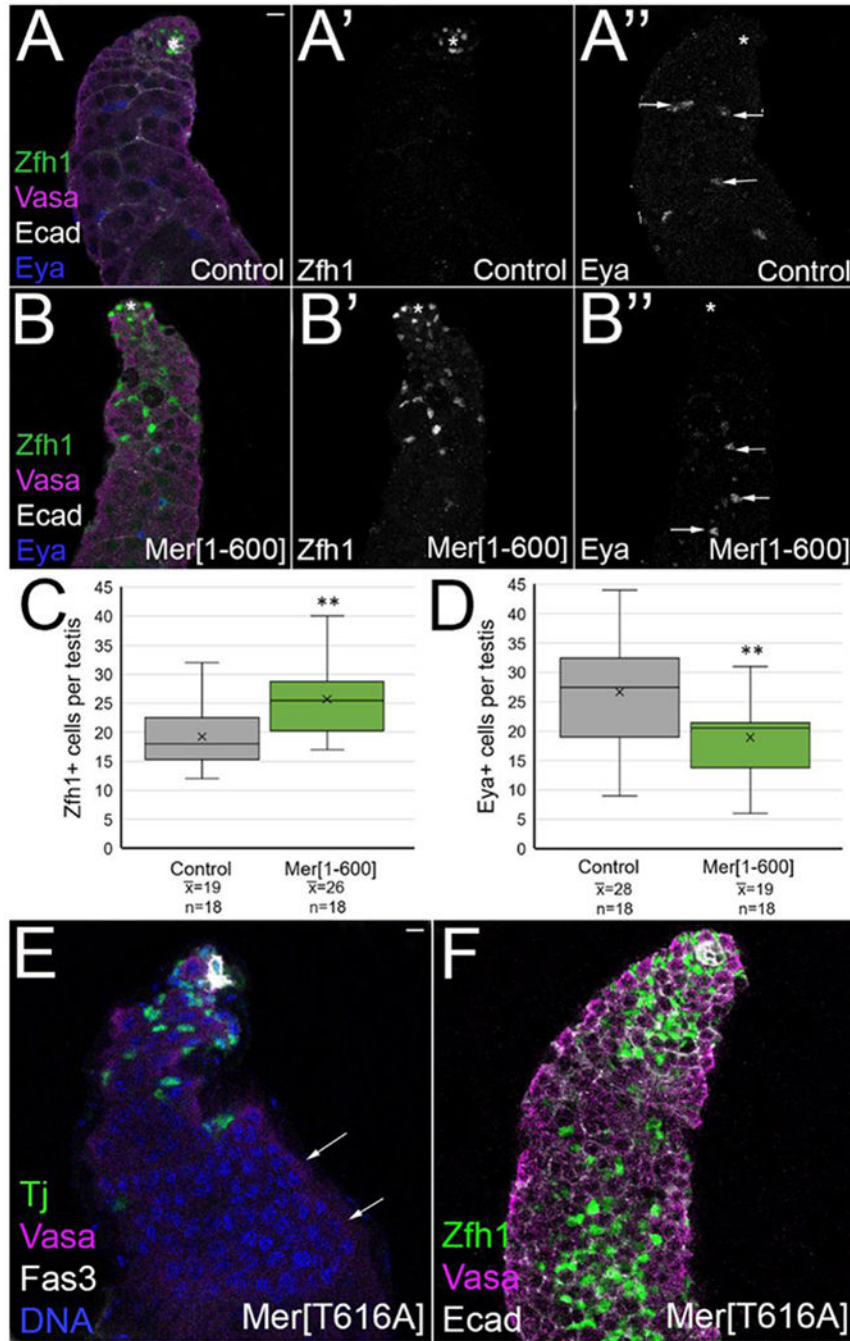 A
*
Zfh1
Vasa
Ecad
Eya
Control
A'
*
Zfh1
A''
*
Eya
Control
B
*
Zfh1
Vasa
Ecad
Eya
Mer[1-600]
B'
*
Zfh1
Mer[1-600]
B''
*
Eya
Mer[1-600]
C
Zfh1+ cells per testis
45
40
35
30
25
20
15
10
5
0
**
Control
x̅=19
n=18
Mer[1-600]
x̅=26
n=18
D
Eya+ cells per testis
45
40
35
30
25
20
15
10
5
0
**
Control
x̅=28
n=18
Mer[1-600]
x̅=19
n=18
E
Tj
Vasa
Fas3
DNA
Mer[T616A]
F
Zfh1
Vasa
Ecad
Mer[T616A]